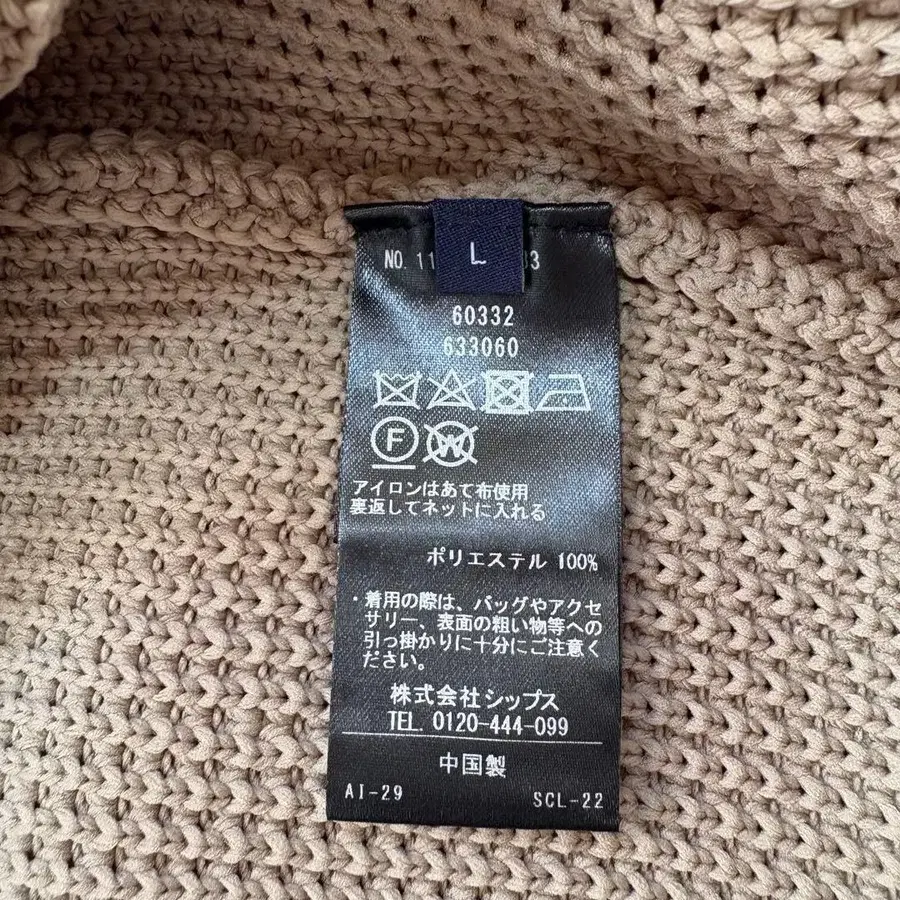 L
NO. 11 33
60332
633060
F
W
アイロンはあて布使用
裏返してネットに入れる
ポリエステル 100%
・着用の際は、バッグやアクセ
サリー、表面の粗い物等への
引っ掛かりに十分にご注意く
ださい。
株式会社シップス
TEL. 0120-444-099
中国製
AI-29 SCL-22